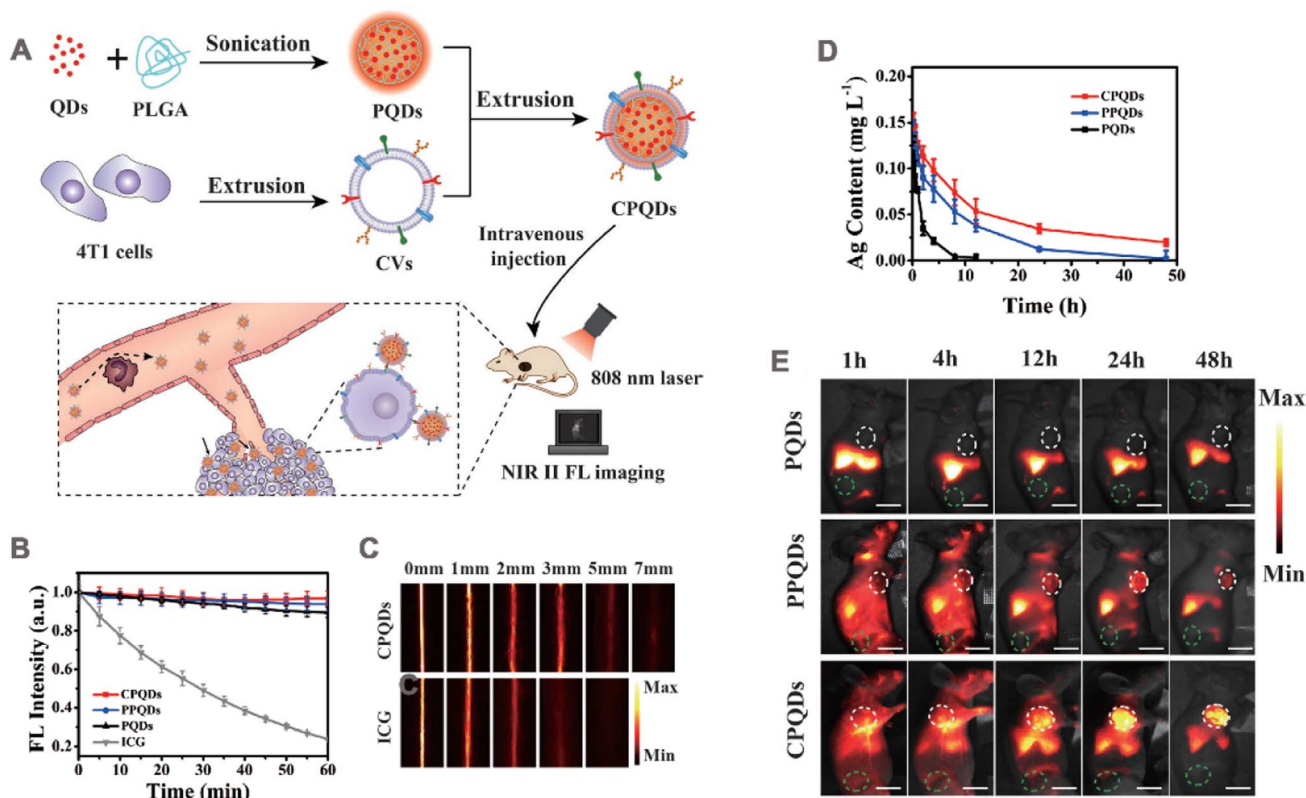 A
QDs
+
PLGA
Sonication
PQDs
Extrusion
CPQDs
4T1 cells
Extrusion
CVs
Intravenous
injection
808 nm laser
NIR II FL imaging
B
FL Intensity (a.u.)
1.0
0.8
0.6
0.4
0.2
CPQDs
PPQDs
PQDs
ICG
0 10 20 30 40 50 60
Time (min)
C
0mm 1mm 2mm 3mm 5mm 7mm
CPQDs
C
ICG
Max
Min
D
Ag Content (mg L⁻¹)
0.20
0.15
0.10
0.05
0.00
CPQDs
PPQDs
PQDs
0 10 20 30 40 50
Time (h)
E
1h 4h 12h 24h 48h
PQDs
PPQDs
CPQDs
Max
Min